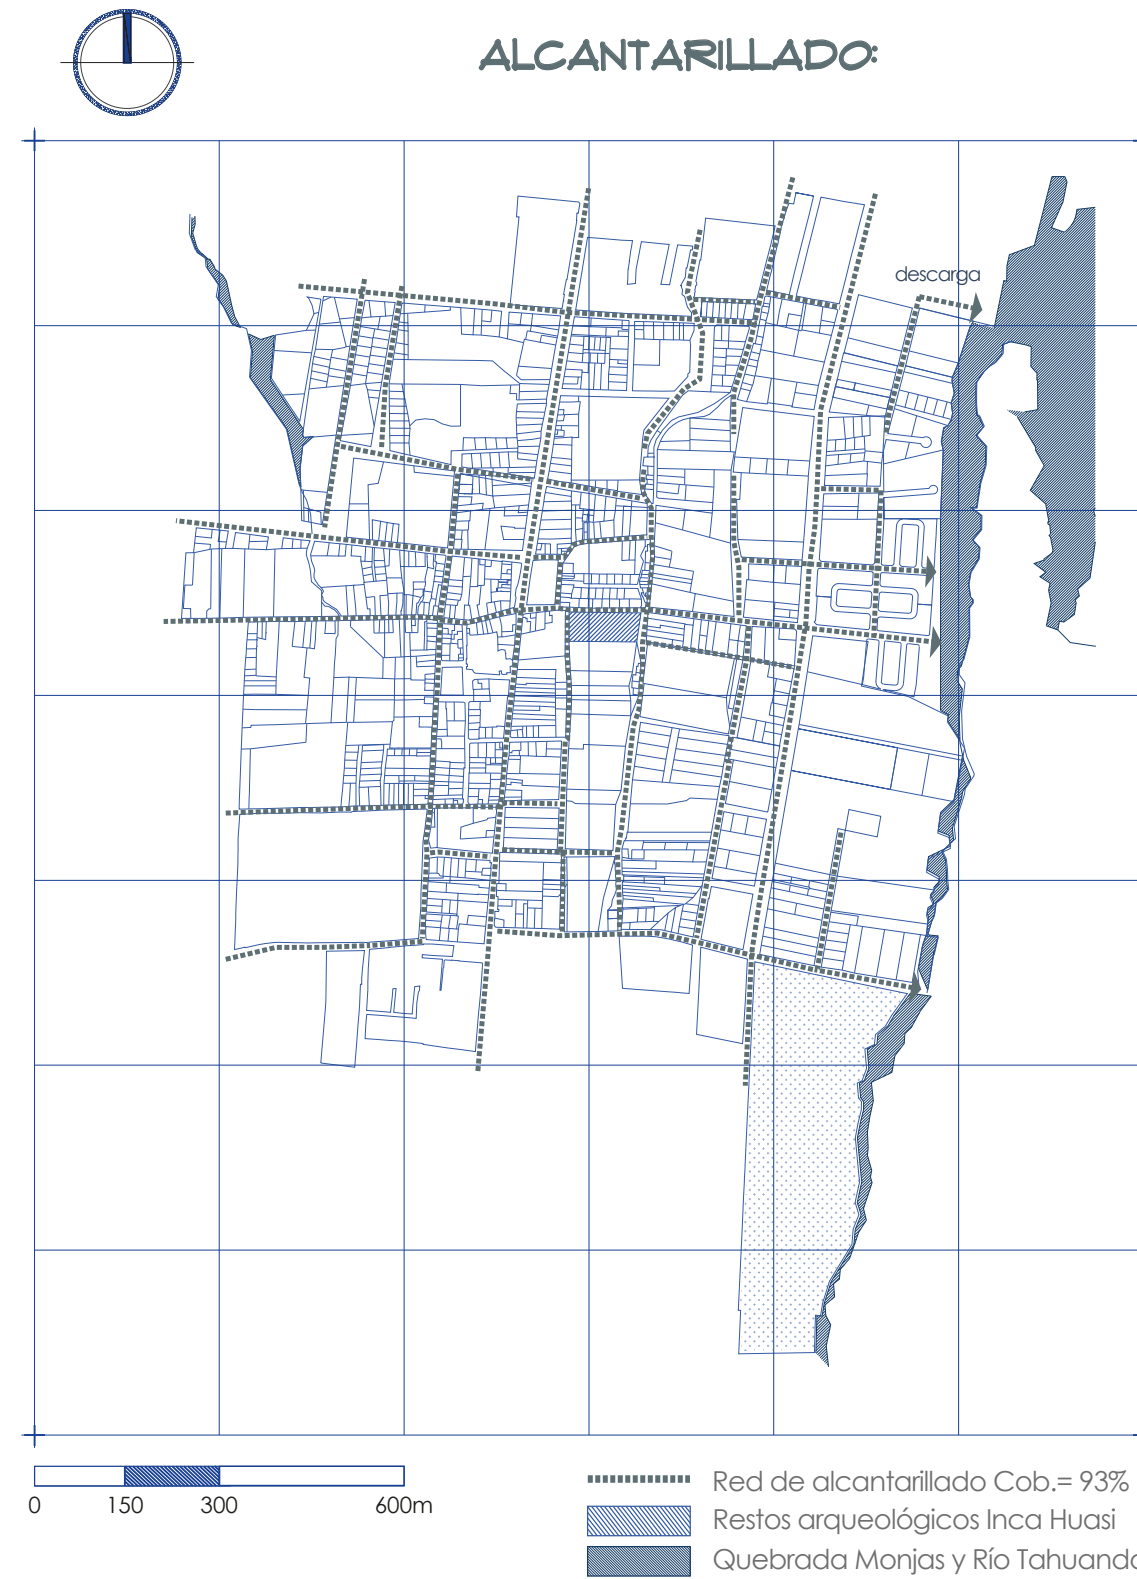 ALCANTARILLADO:
descarga
0 150 300 600m
Red de alcantarillado Cob.= 93%
Restos arqueológicos Inca Huasi
Quebrada Monjas y Río Tahuando